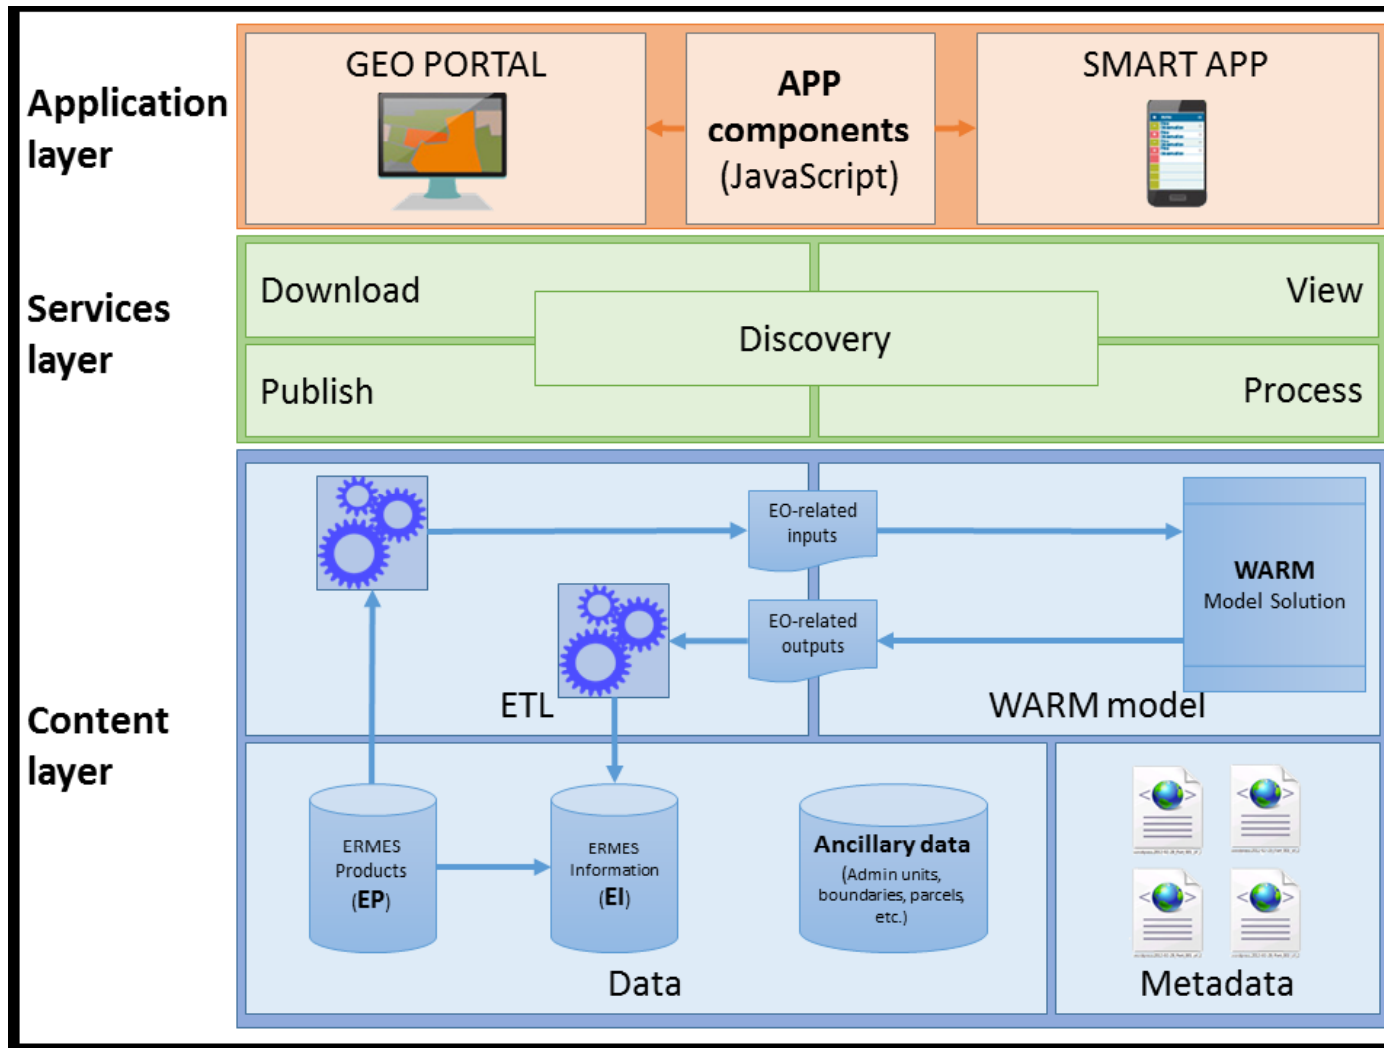 Application
layer
GEO PORTAL
APP
components
(JavaScript)
SMART APP
Services
layer
Download
View
Discovery
Publish
Process
Content
layer
EO-related
inputs
WARM
Model Solution
EO-related
outputs
ETL
WARM model
ERMES
Products
(EP)
ERMES
Information
(EI)
Ancillary data
(Admin units,
boundaries, parcels,
etc.)
Data
Metadata